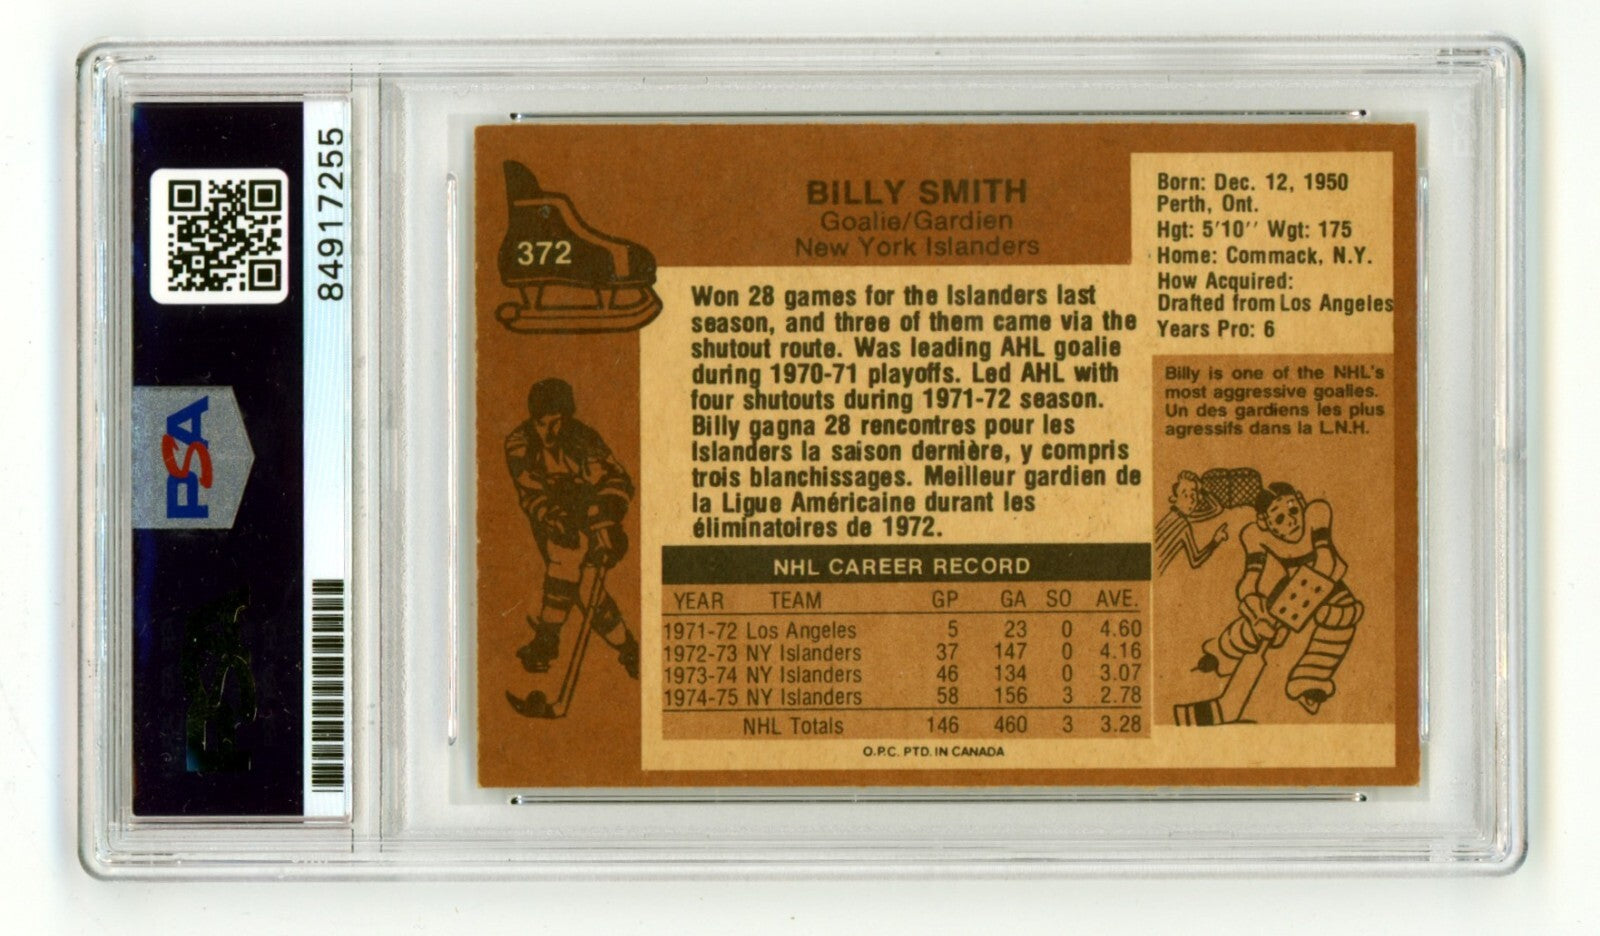 84917255
PSA
372
BILLY SMITH
Goalie/Gardien
New York Islanders
Born: Dec. 12, 1950
Perth, Ont.
Hgt: 5'10'' Wgt: 175
Home: Commack, N.Y.
How Acquired:
Drafted from Los Angeles
Years Pro: 6
Won 28 games for the Islanders last
season, and three of them came via the
shutout route. Was leading AHL goalie
during 1970-71 playoffs. Led AHL with
four shutouts during 1971-72 season.
Billy gagna 28 rencontres pour les
Islanders la saison dernière, y compris
trois blanchissages. Meilleur gardien de
la Ligue Américaine durant les
éliminatoires de 1972.
Billy is one of the NHL's
most aggressive goalies.
Un des gardiens les plus
agressifs dans la L.N.H.
NHL CAREER RECORD
YEAR TEAM GP GA SO AVE.
1971-72 Los Angeles 5 23 0 4.60
1972-73 NY Islanders 37 147 0 4.16
1973-74 NY Islanders 46 134 0 3.07
1974-75 NY Islanders 58 156 3 2.78
NHL Totals 146 460 3 3.28
O.P.C. PTD. IN CANADA